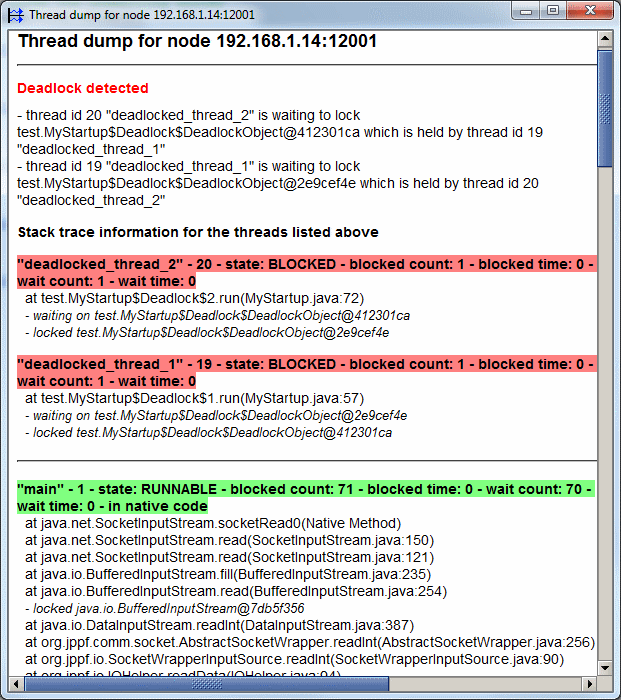 Thread dump for node 192.168.1.14:12001
Thread dump for node 192.168.1.14:12001
Deadlock detected
- thread id 20 "deadlocked_thread_2" is waiting to lock
test.MyStartup$Deadlock$DeadlockObject@412301ca which is held by thread id 19
"deadlocked_thread_1"
- thread id 19 "deadlocked_thread_1" is waiting to lock
test.MyStartup$Deadlock$DeadlockObject@2e9cef4e which is held by thread id 20
"deadlocked_thread_2"
Stack trace information for the threads listed above
"deadlocked_thread_2" - 20 - state: BLOCKED - blocked count: 1 - blocked time: 0 -
wait count: 1 - wait time: 0
at test.MyStartup$Deadlock$2.run(MyStartup.java:72)
- waiting on test.MyStartup$Deadlock$DeadlockObject@412301ca
- locked test.MyStartup$Deadlock$DeadlockObject@2e9cef4e
"deadlocked_thread_1" - 19 - state: BLOCKED - blocked count: 1 - blocked time: 0 -
wait count: 1 - wait time: 0
at test.MyStartup$Deadlock$1.run(MyStartup.java:57)
- waiting on test.MyStartup$Deadlock$DeadlockObject@2e9cef4e
- locked test.MyStartup$Deadlock$DeadlockObject@412301ca
"main" - 1 - state: RUNNABLE - blocked count: 71 - blocked time: 0 - wait count: 70 -
wait time: 0 - in native code
at java.net.SocketInputStream.socketRead0(Native Method)
at java.net.SocketInputStream.read(SocketInputStream.java:150)
at java.net.SocketInputStream.read(SocketInputStream.java:121)
at java.io.BufferedInputStream.fill(BufferedInputStream.java:235)
at java.io.BufferedInputStream.read(BufferedInputStream.java:254)
- locked java.io.BufferedInputStream@7db5f356
at java.io.DataInputStream.readInt(DataInputStream.java:387)
at org.jppf.comm.socket.AbstractSocketWrapper.readInt(AbstractSocketWrapper.java:256)
at org.jppf.io.SocketWrapperInputSource.readInt(SocketWrapperInputSource.java:90)
at org.jppf.io.IOHelper.readData(IOHelper.java:94)